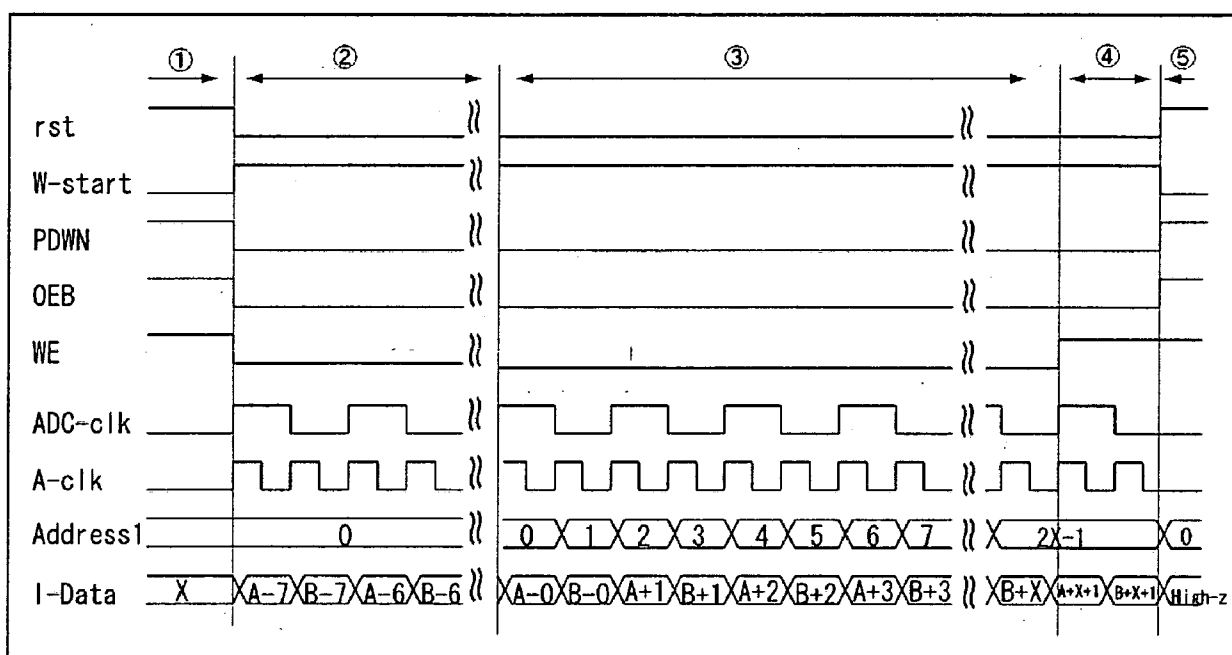 ① ② ③ ④ ⑤
rst
W-start
PDWN
OEB
WE
ADC-clk
A-clk
Address1 0 0 1 2 3 4 5 6 7 2X-1 0
I-Data X A-7 B-7 A-6 B-6 A-0 B-0 A+1 B+1 A+2 B+2 A+3 B+3 B+X A+X+1 B+X+1 High-z